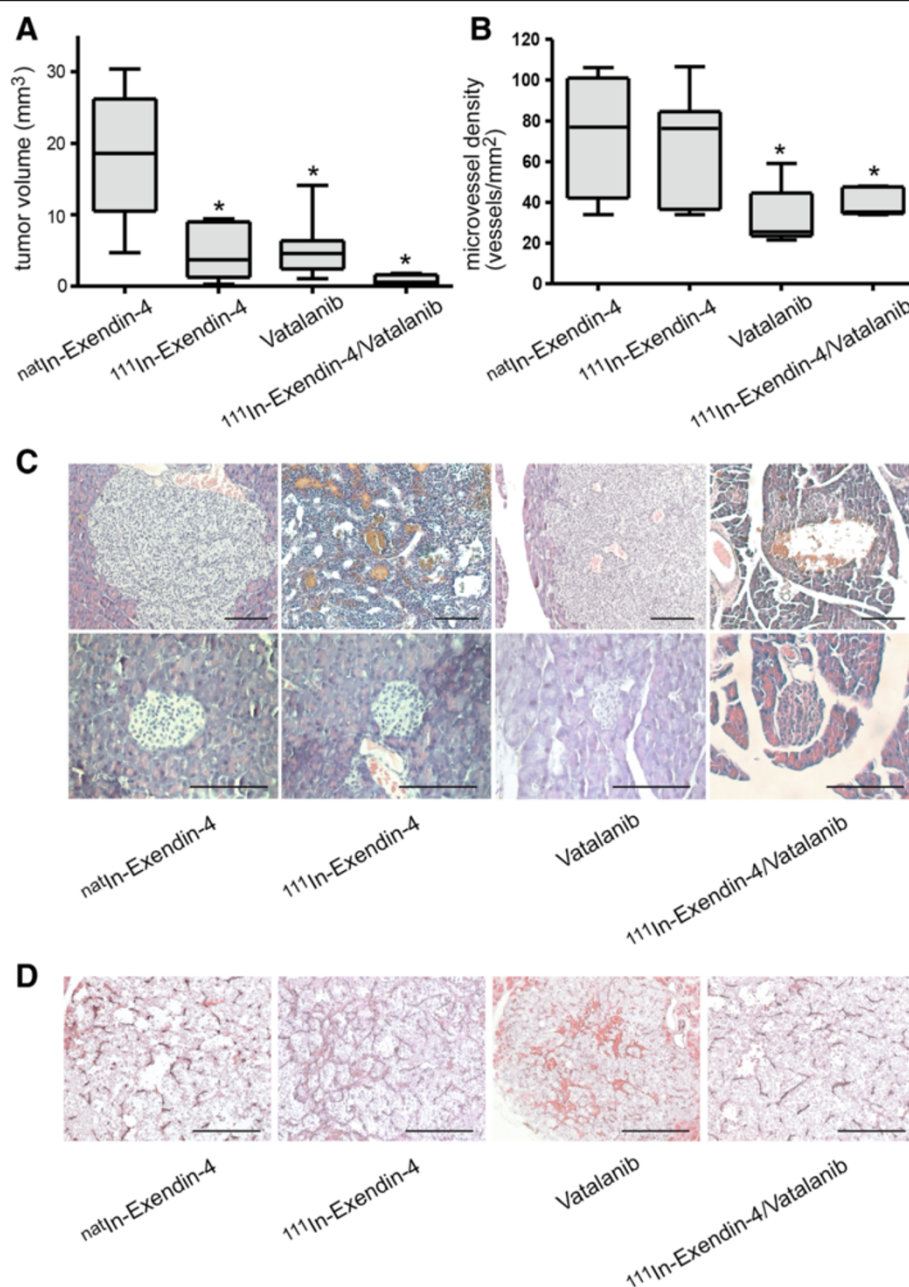 A
B
tumor volume (mm³)
30
20
10
0
*
*
*
natIn-Exendin-4
111In-Exendin-4
Vatalanib
111In-Exendin-4/Vatalanib
microvessel density
(vessels/mm²)
120
100
80
60
40
20
0
*
*
natIn-Exendin-4
111In-Exendin-4
Vatalanib
111In-Exendin-4/Vatalanib
C
natIn-Exendin-4
111In-Exendin-4
Vatalanib
111In-Exendin-4/Vatalanib
D
natIn-Exendin-4
111In-Exendin-4
Vatalanib
111In-Exendin-4/Vatalanib